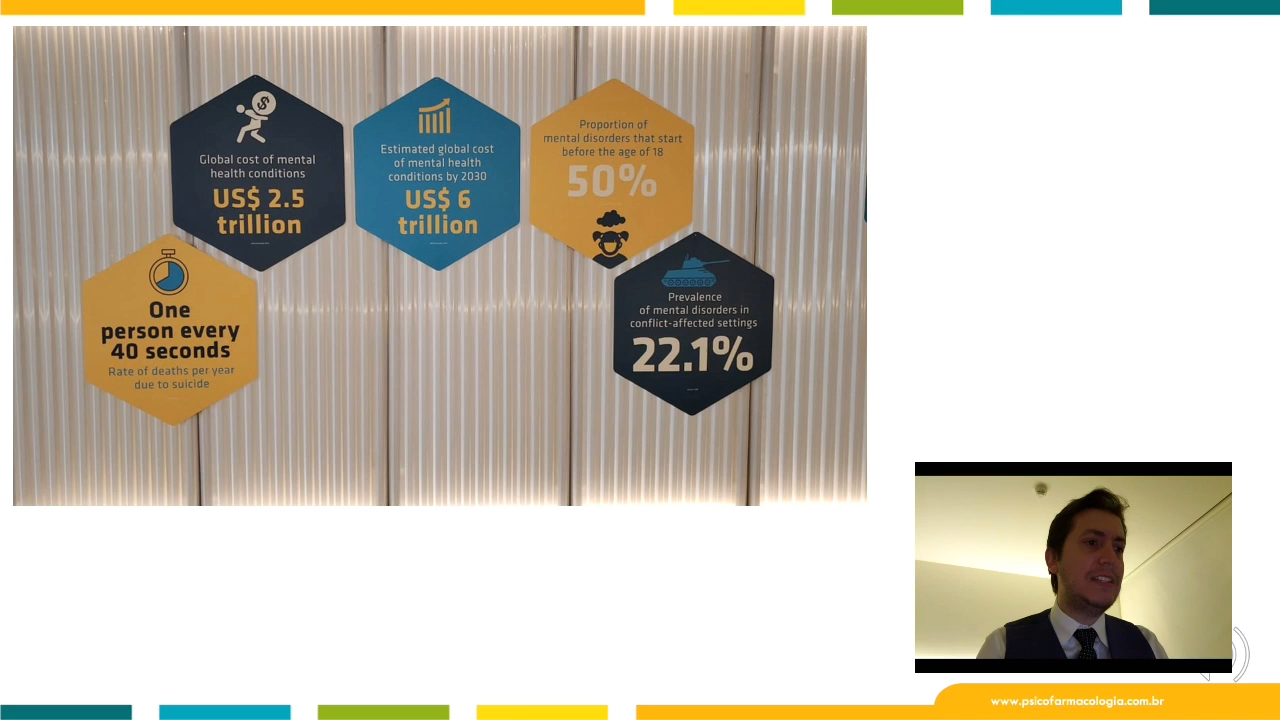 Global cost of mental
health conditions
US$ 2.5
trillion
Estimated global cost
of mental health
conditions by 2030
US$ 6
trillion
Proportion of
mental disorders that start
before the age of 18
50%
One
person every
40 seconds
Rate of deaths per year
due to suicide
Prevalence
of mental disorders in
conflict-affected settings
22.1%
www.psicofarmacologia.com.br